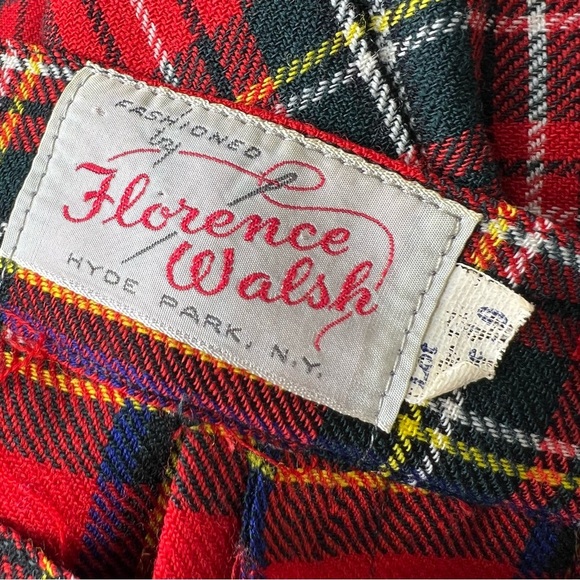 FASHIONED
by
Florence
Walsh
HYDE PARK, N.Y.